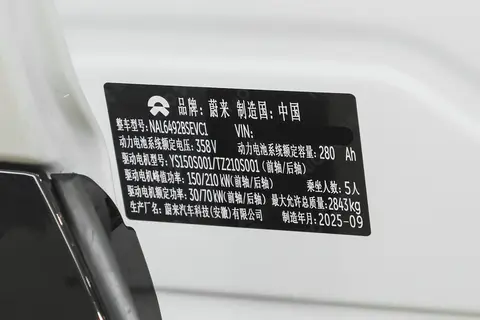 品牌：蔚来 制造国：中国
整车型号：NAL6492BSEVC1 VIN：
动力电池系统额定电压：358V 动力电池系统额定容量：280 Ah
驱动电机型号：YS150S001/TZ210S001(前轴/后轴)
驱动电机峰值功率：150/210 kW(前轴/后轴) 乘坐人数：5人
驱动电机额定功率：30/70 kW(前轴/后轴) 最大允许总质量：2843kg
生产厂名：蔚来汽车科技(安徽)有限公司 制造年月：2025-09